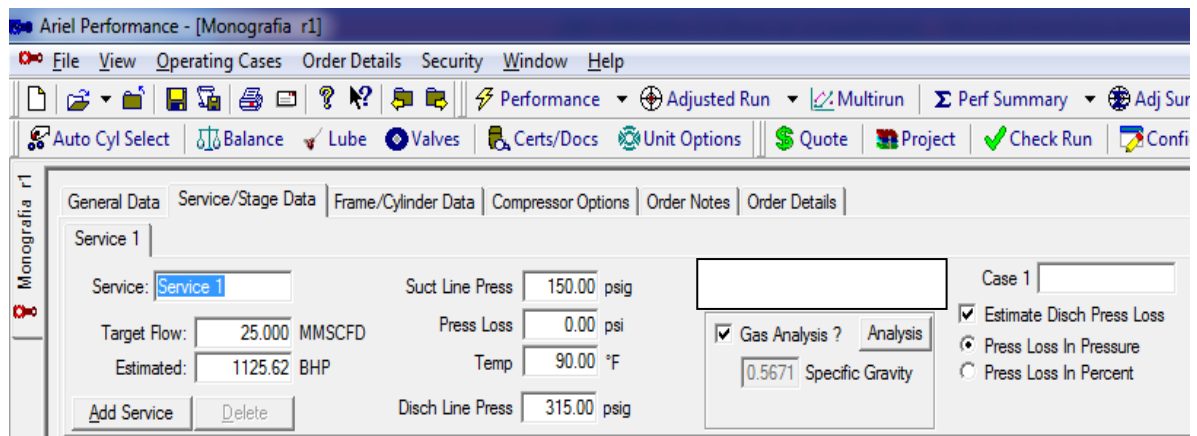 Ariel Performance - [Monografia r1]
File View Operating Cases Order Details Security Window Help
Performance Adjusted Run Multirun Σ Perf Summary Adj Sur
Auto Cyl Select Balance Lube Valves Certs/Docs Unit Options Quote Project Check Run Confi
Monografia r1
General Data Service/Stage Data Frame/Cylinder Data Compressor Options Order Notes Order Details
Service 1
Service: Service 1 Suct Line Press 150.00 psig Case 1
Target Flow: 25.000 MMSCFD Press Loss 0.00 psi Gas Analysis ? Analysis Estimate Disch Press Loss
Estimated: 1125.62 BHP Temp 90.00 °F 0.5671 Specific Gravity Press Loss In Pressure
Press Loss In Percent
Add Service Delete Disch Line Press 315.00 psig